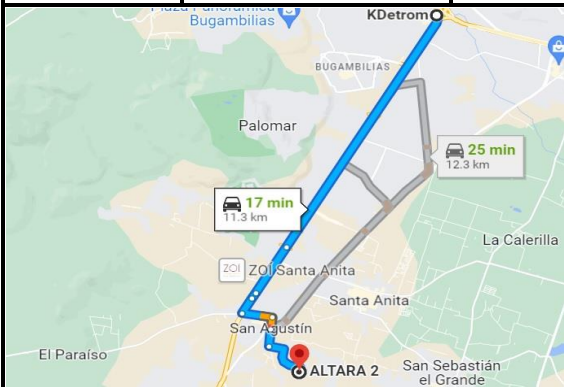 Plaza Panorámica
Bugambilias
KDetrom
BUGAMBILIAS
Palomar
25 min
12.3 km
17 min
11.3 km
La Calerilla
ZOI
ZOÍ Santa Anita
Santa Anita
San Agustín
El Paraíso
ALTARA 2
San Sebastián
el Grande